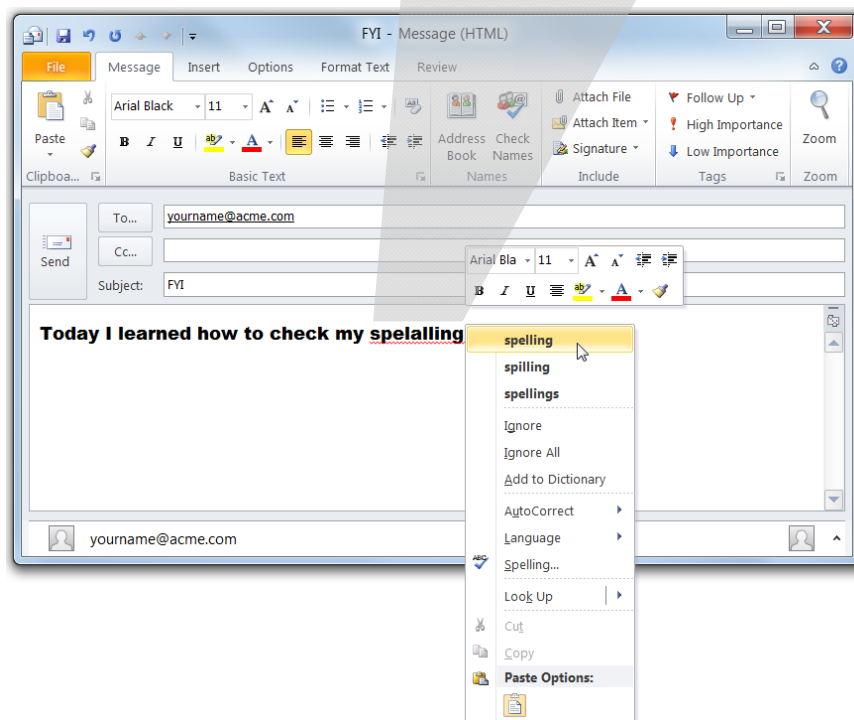 FYI - Message (HTML)
File Message Insert Options Format Text Review
Arial Black 11 A A Attach File Follow Up
Paste B I U ab A Address Book Check Names Attach Item High Importance Zoom
Signature Low Importance
Clipboa... Basic Text Names Include Tags Zoom
To... yourname@acme.com
Send Cc...
Subject: FYI
Arial Bla 11 A A
B I U ab A
Today I learned how to check my spelalling
spelling
spilling
spellings
Ignore
Ignore All
Add to Dictionary
AutoCorrect
Language
ABC Spelling...
Look Up
Cut
Copy
Paste Options:
yourname@acme.com